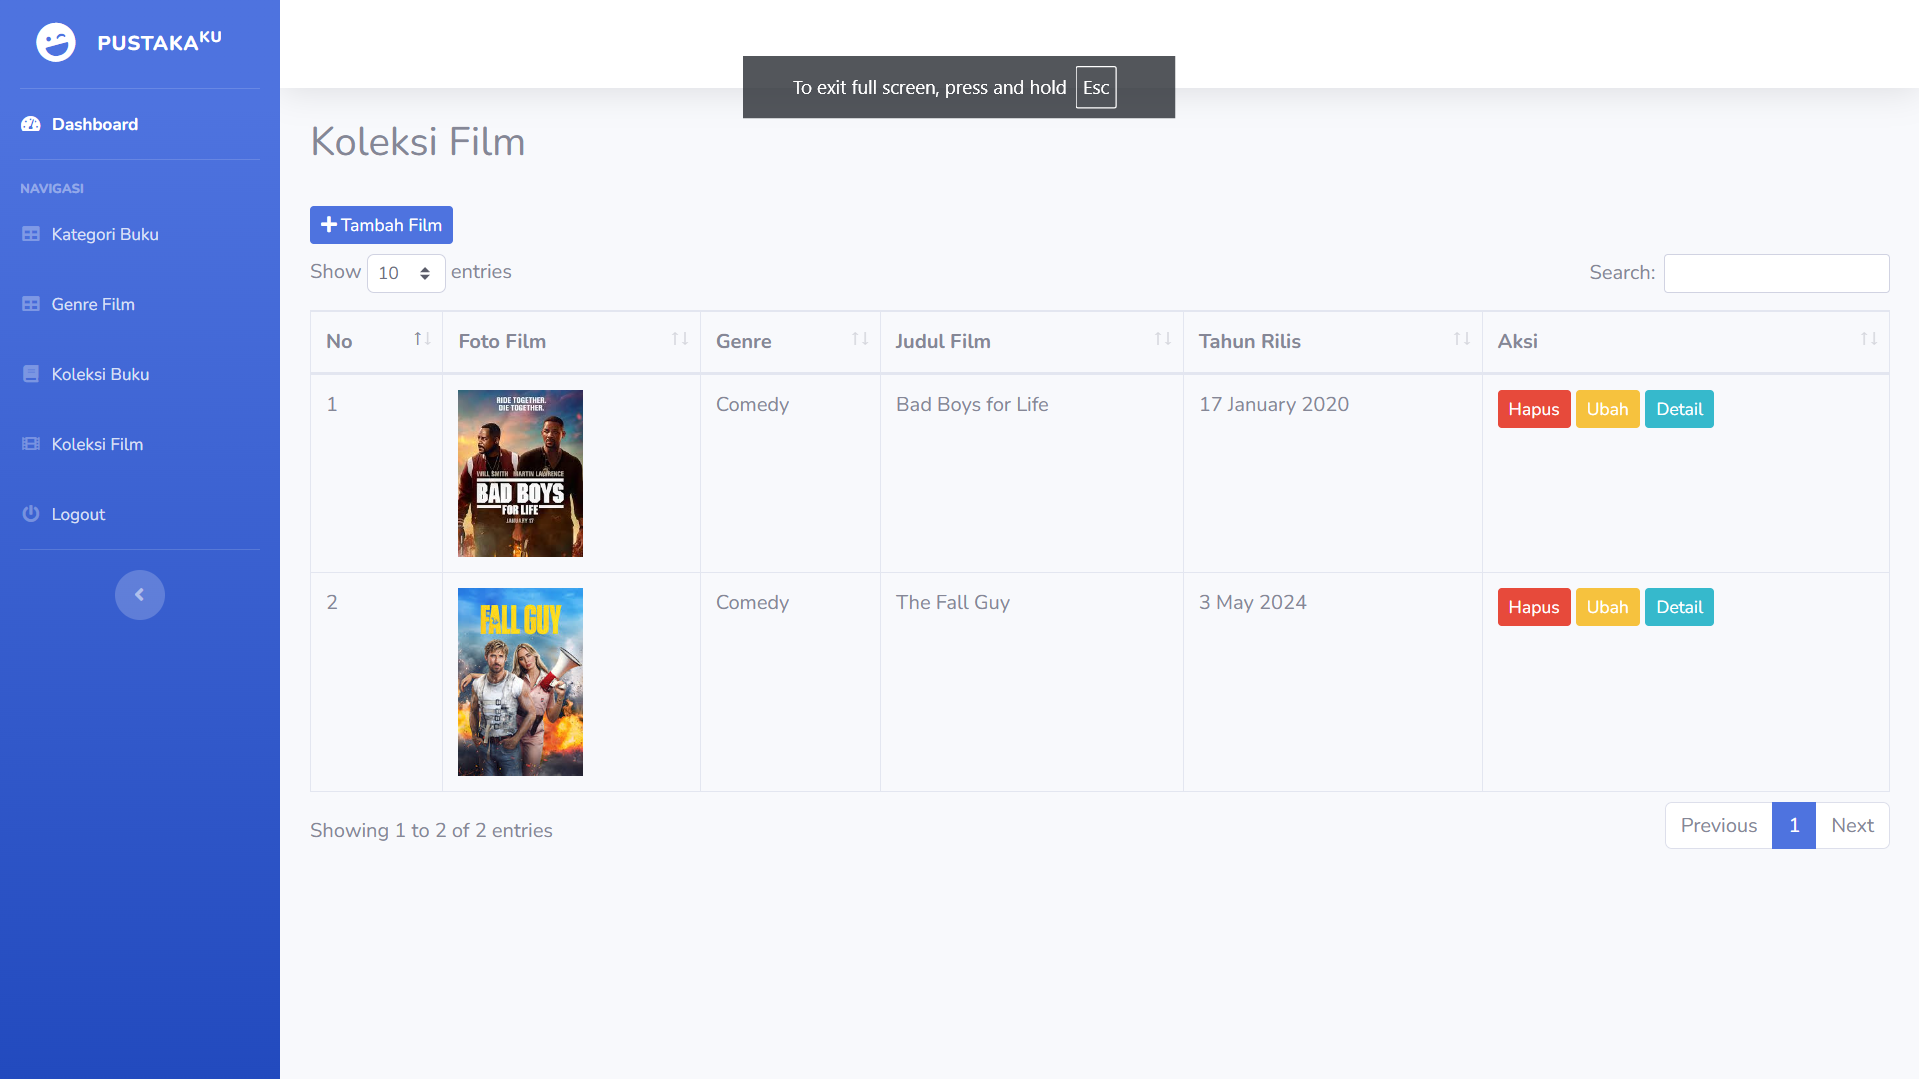 PUSTAKAKU
To exit full screen, press and hold Esc
Dashboard
NAVIGASI
Kategori Buku
Genre Film
Koleksi Buku
Koleksi Film
Logout
Koleksi Film
Tambah Film
Show 10 entries
Search:
No Foto Film Genre Judul Film Tahun Rilis Aksi
1 Comedy Bad Boys for Life 17 January 2020 Hapus Ubah Detail
RIDE TOGETHER.
DIE TOGETHER.
WILL SMITH MARTIN LAWRENCE
BAD BOYS
FOR LIFE
JANUARY 17
2 Comedy The Fall Guy 3 May 2024 Hapus Ubah Detail
FALL GUY
Showing 1 to 2 of 2 entries
Previous 1 Next